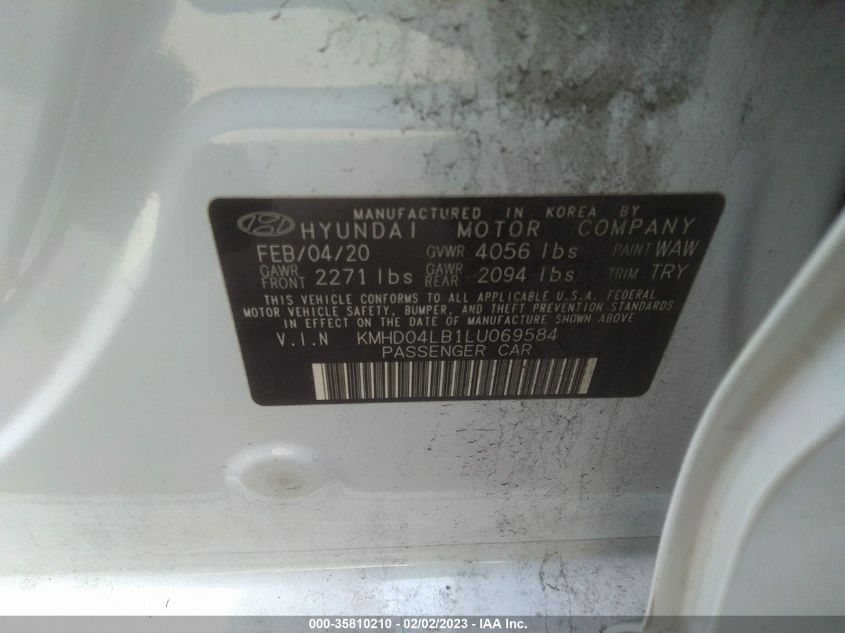 MANUFACTURED IN KOREA BY
HYUNDAI MOTOR COMPANY
FEB/04/20 GVWR 4056 lbs PAINT WAW
GAWR FRONT 2271 lbs GAWR REAR 2094 lbs TRIM TRY
THIS VEHICLE CONFORMS TO ALL APPLICABLE U.S.A. FEDERAL
MOTOR VEHICLE SAFETY, BUMPER, AND THEFT PREVENTION STANDARDS
IN EFFECT ON THE DATE OF MANUFACTURE SHOWN ABOVE
V.I.N KMHD04LB1LU069584
PASSENGER CAR
000-35810210 - 02/02/2023 - IAA Inc.